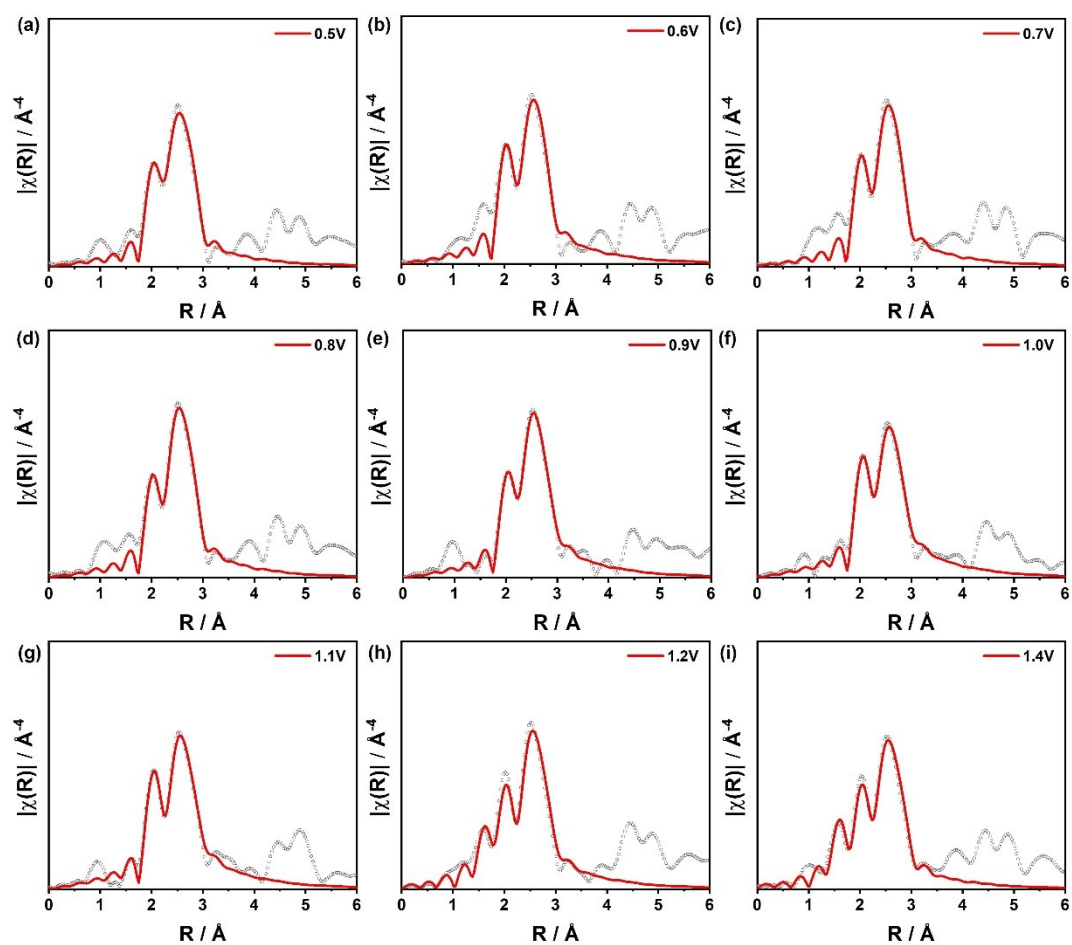 (a)
0.5V
|χ(R)| / Å⁻⁴
0 1 2 3 4 5 6
R / Å
(b)
0.6V
|χ(R)| / Å⁻⁴
0 1 2 3 4 5 6
R / Å
(c)
0.7V
|χ(R)| / Å⁻⁴
0 1 2 3 4 5 6
R / Å
(d)
0.8V
|χ(R)| / Å⁻⁴
0 1 2 3 4 5 6
R / Å
(e)
0.9V
|χ(R)| / Å⁻⁴
0 1 2 3 4 5 6
R / Å
(f)
1.0V
|χ(R)| / Å⁻⁴
0 1 2 3 4 5 6
R / Å
(g)
1.1V
|χ(R)| / Å⁻⁴
0 1 2 3 4 5 6
R / Å
(h)
1.2V
|χ(R)| / Å⁻⁴
0 1 2 3 4 5 6
R / Å
(i)
1.4V
|χ(R)| / Å⁻⁴
0 1 2 3 4 5 6
R / Å